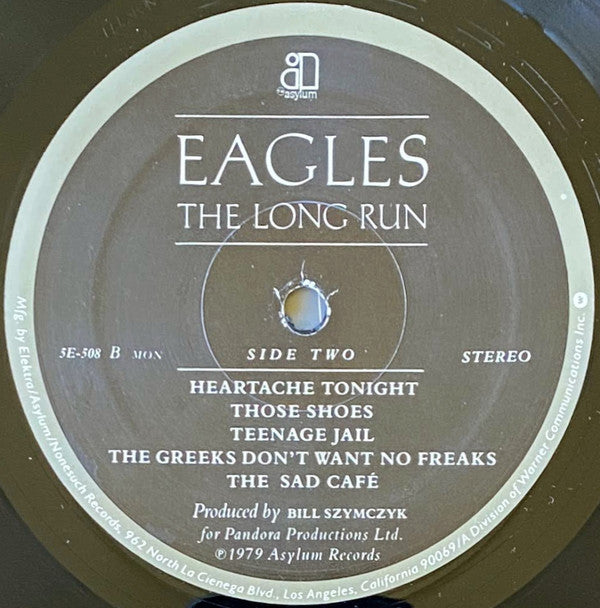 asylum
EAGLES
THE LONG RUN
5E-508 B MON
SIDE TWO
STEREO
HEARTACHE TONIGHT
THOSE SHOES
TEENAGE JAIL
THE GREEKS DON'T WANT NO FREAKS
THE SAD CAFÉ
Produced by BILL SZYMCZYK
for Pandora Productions Ltd.
℗1979 Asylum Records
Mfg. by Elektra/Asylum/Nonesuch Records, 962 North La Cienega Blvd., Los Angeles, California 90069/A Division of Warner Communications Inc.